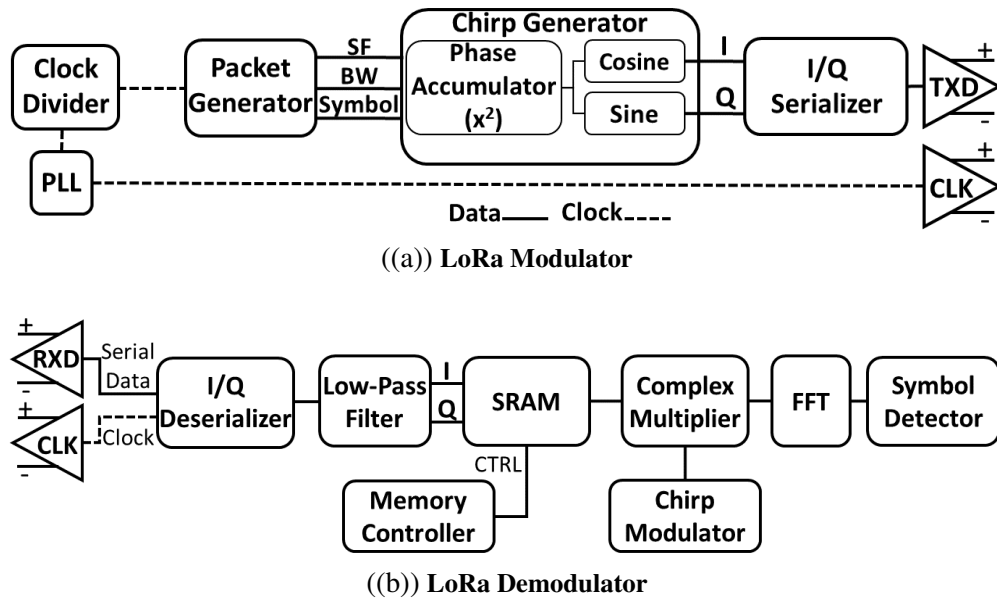 Clock
Divider
PLL
Packet
Generator
SF
BW
Symbol
Chirp Generator
Phase
Accumulator
(x²)
Cosine
Sine
I
Q
I/Q
Serializer
+
TXD
-
+
CLK
-
Data
Clock
((a)) LoRa Modulator
+
RXD
-
+
CLK
-
Serial
Data
Clock
I/Q
Deserializer
Low-Pass
Filter
I
Q
SRAM
CTRL
Memory
Controller
Complex
Multiplier
Chirp
Modulator
FFT
Symbol
Detector
((b)) LoRa Demodulator